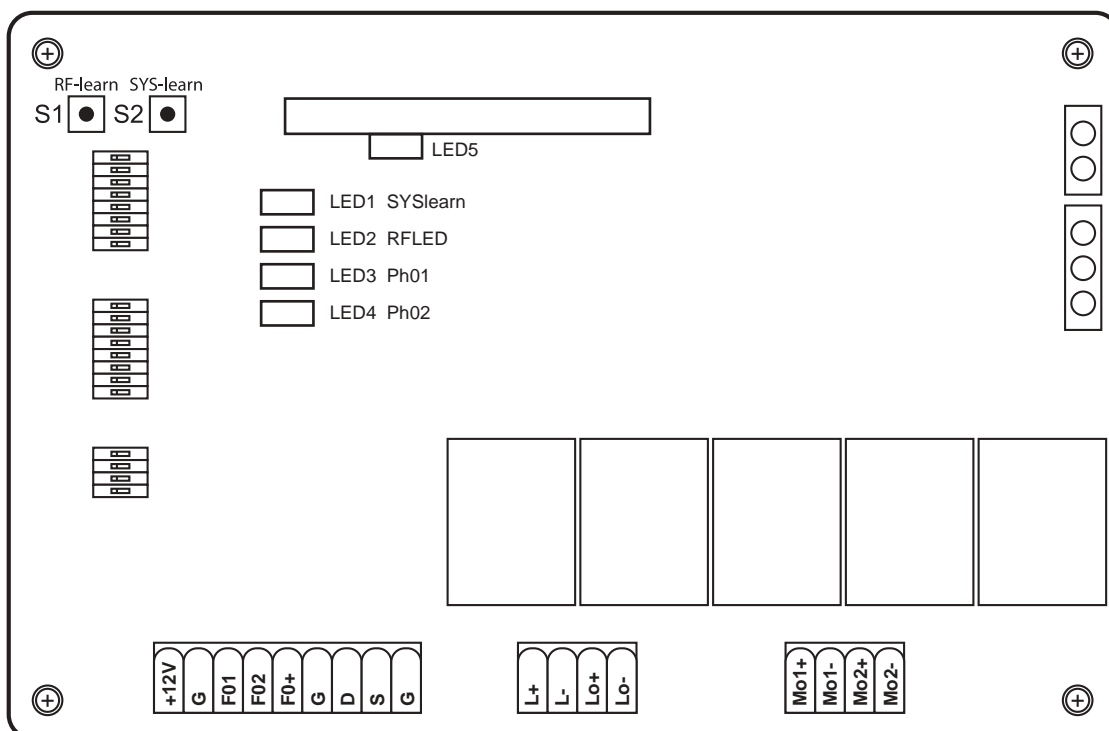 RF-learn SYS-learn
S1 S2
LED5
LED1 SYSlearn
LED2 RFLED
LED3 Ph01
LED4 Ph02
+12V G F01 F02 F0+ G D S G
L+ L- Lo+ Lo-
Mo1+ Mo1- Mo2+ Mo2-